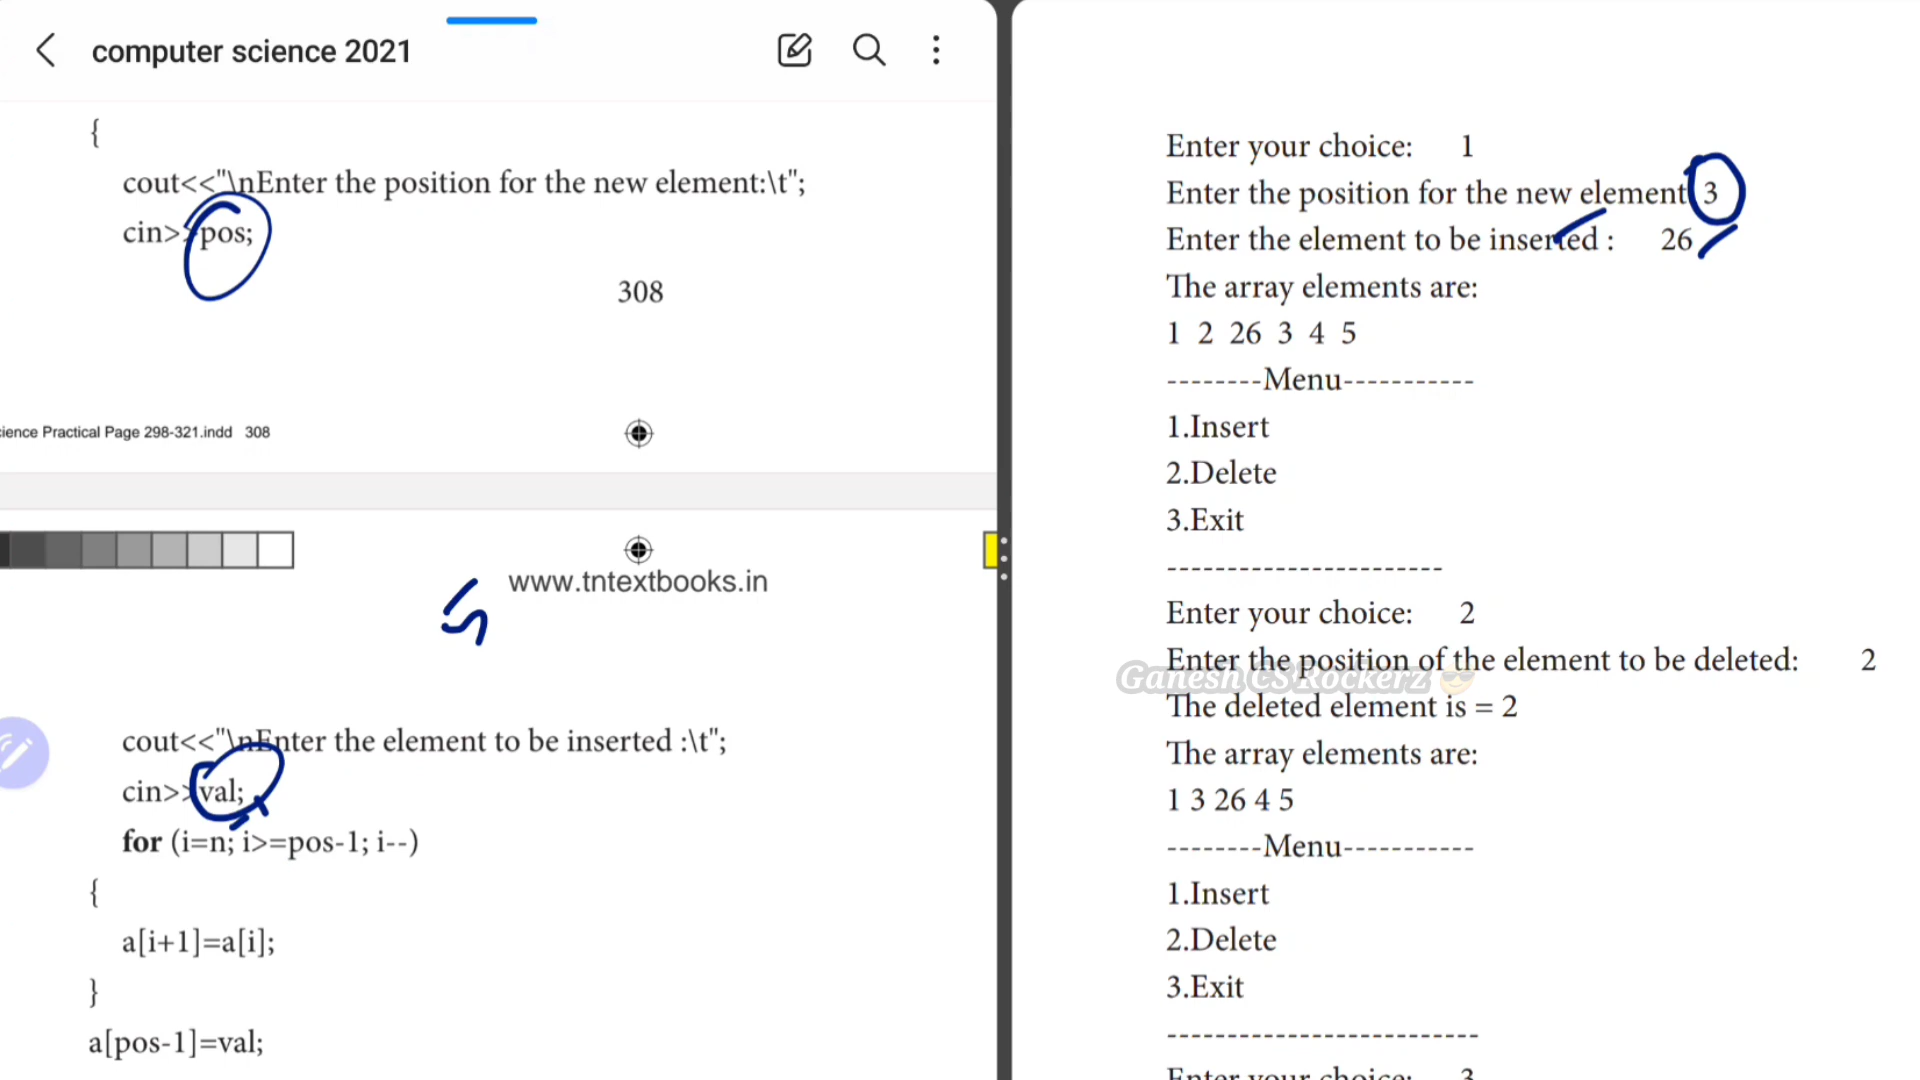 computer science 2021
{
cout<<"\nEnter the position for the new element:\t";
cin>>pos;
308
ience Practical Page 298-321.indd 308
www.tntextbooks.in
5
cout<<"\nEnter the element to be inserted :\t";
cin>>val;
for (i=n; i>=pos-1; i--)
{
a[i+1]=a[i];
}
a[pos-1]=val;
Enter your choice: 1
Enter the position for the new element 3
Enter the element to be inserted : 26
The array elements are:
1 2 26 3 4 5
--------Menu-----------
1.Insert
2.Delete
3.Exit
-----------------------
Enter your choice: 2
Enter the position of the element to be deleted: 2
Ganesh CS Rockerz 😎
The deleted element is = 2
The array elements are:
1 3 26 4 5
--------Menu-----------
1.Insert
2.Delete
3.Exit
--------------------------
Enter your choice: 3